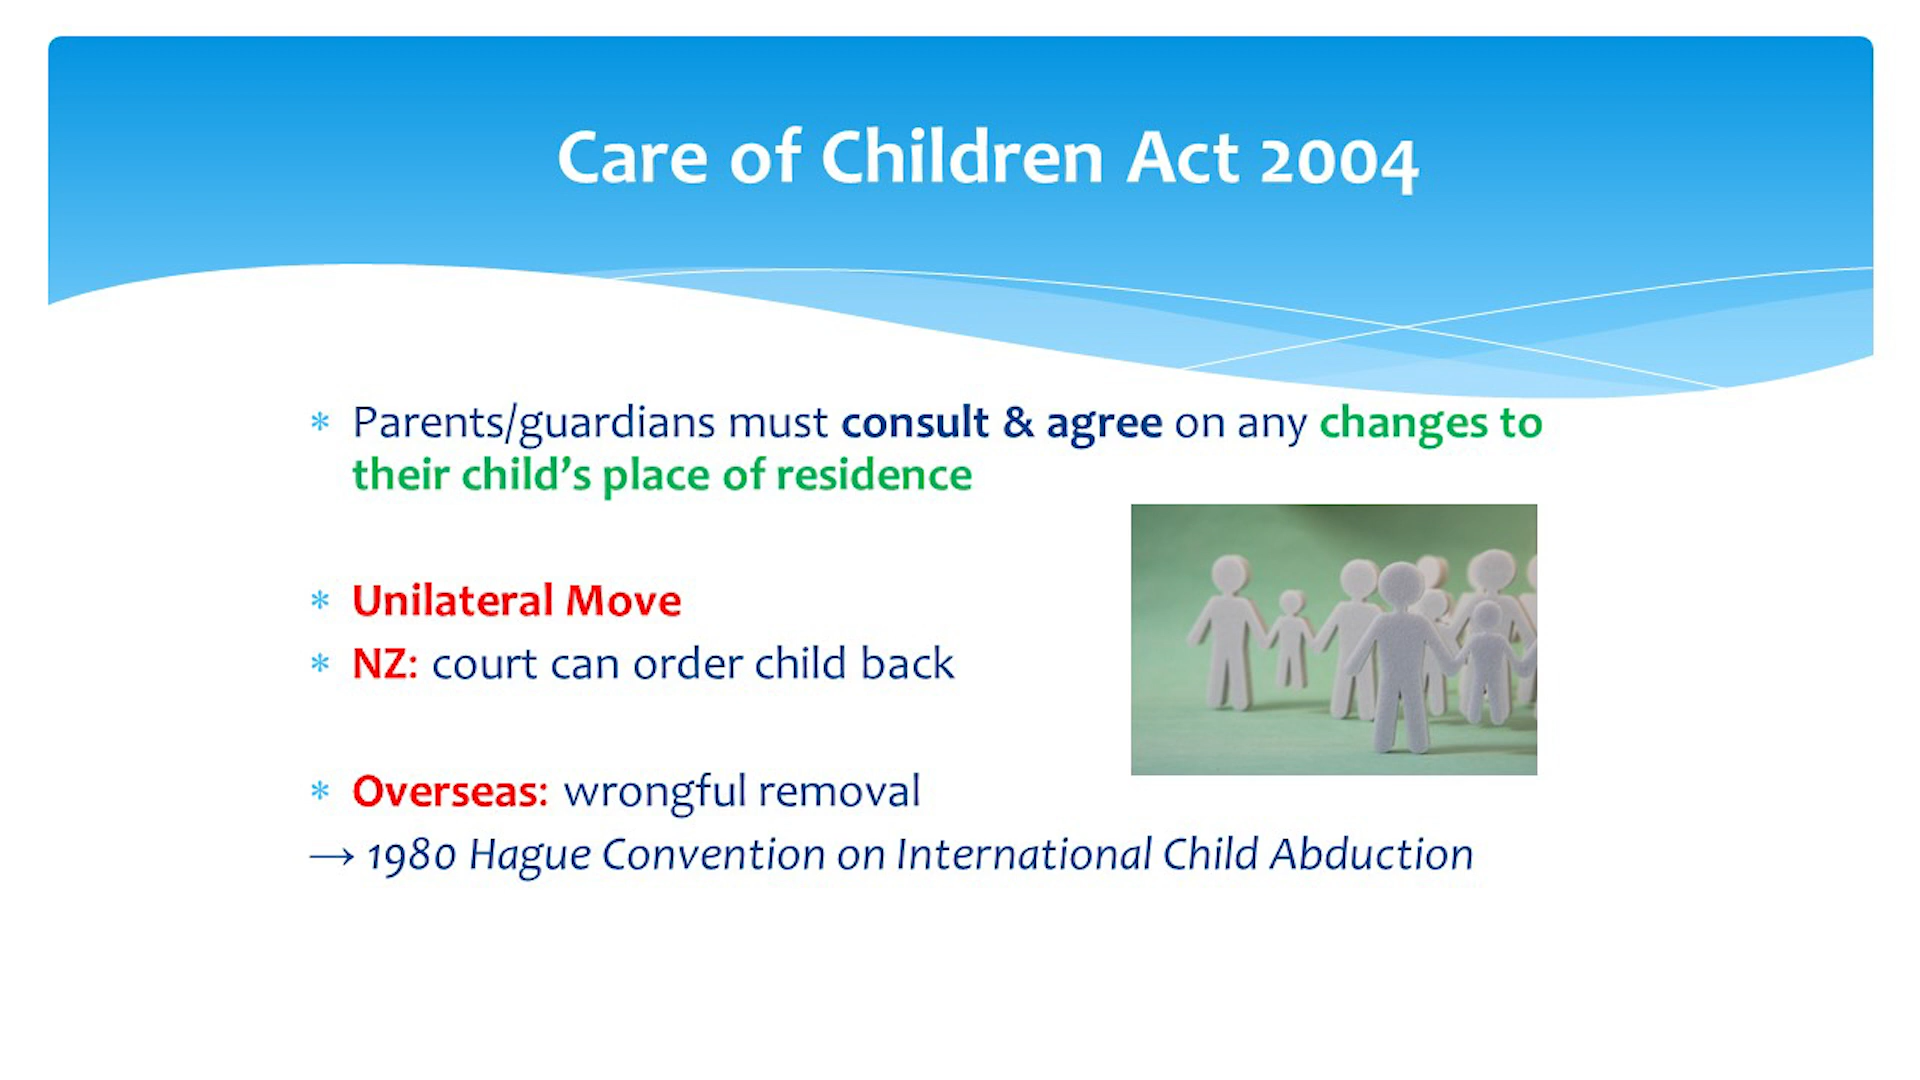 Care of Children Act 2004
* Parents/guardians must consult & agree on any changes to
their child’s place of residence
* Unilateral Move
* NZ: court can order child back
* Overseas: wrongful removal
→ 1980 Hague Convention on International Child Abduction